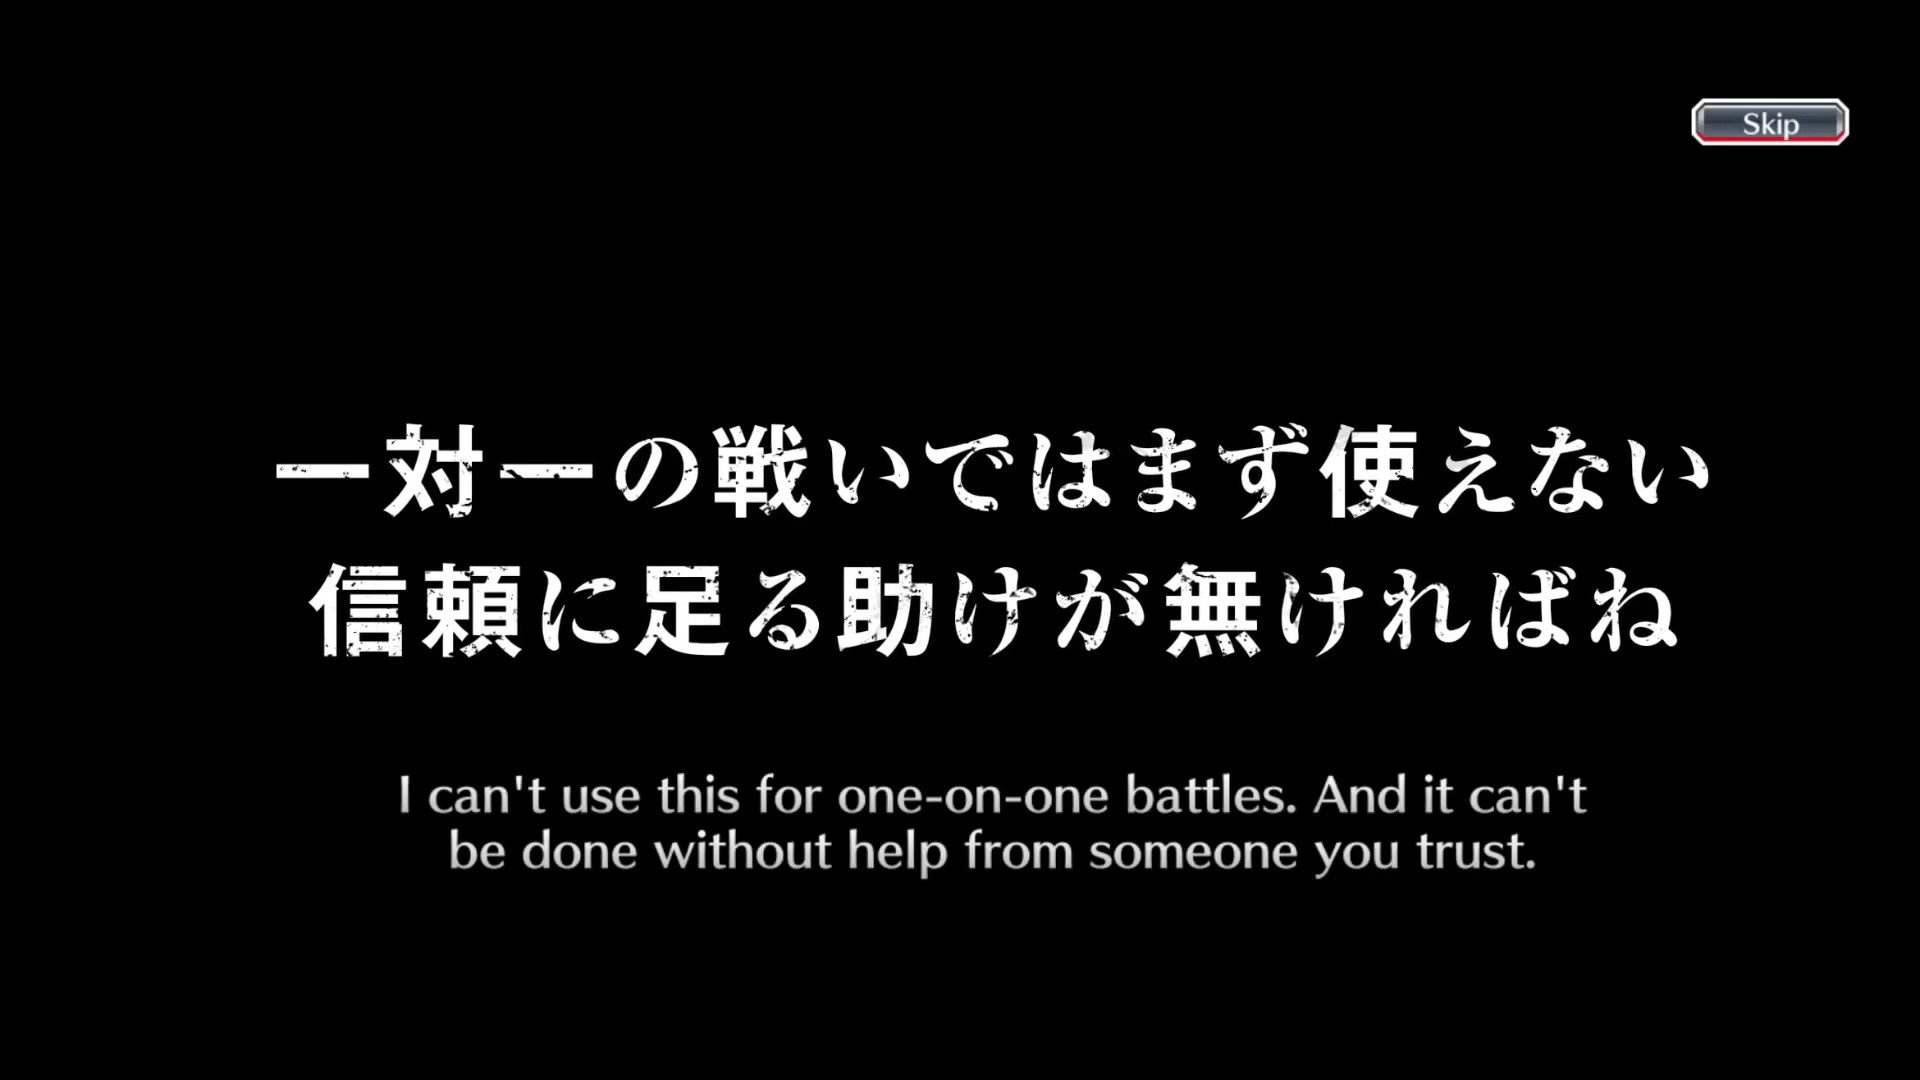 Skip
一対一の戦いではまず使えない
信頼に足る助けが無ければね
I can't use this for one-on-one battles. And it can't
be done without help from someone you trust.